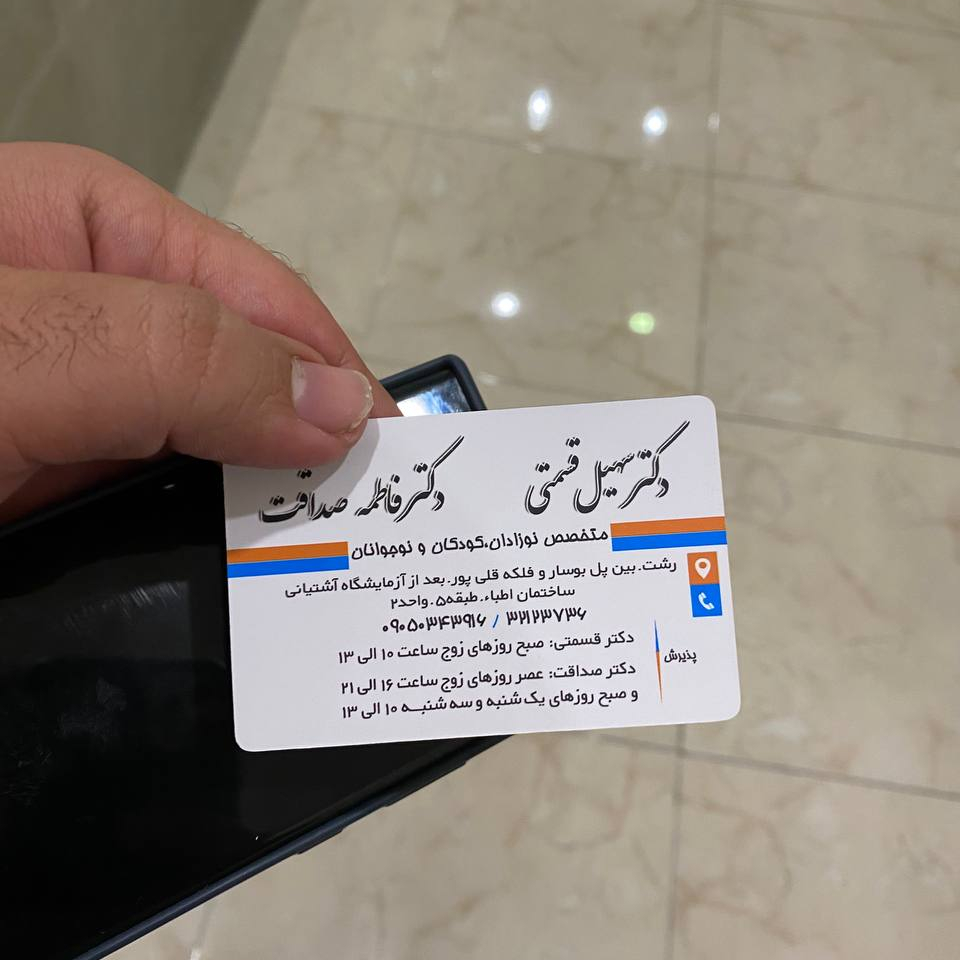 دکتر سهیل قسمتی
دکتر فاطمه صداقت
متخصص نوزادان،کودکان و نوجوانان
رشت.بین پل بوسار و فلکه قلی پور.بعد از آزمایشگاه آشتیانی
ساختمان اطباء.طبقه۵.واحد۲
۳۲۱۲۳۷۳۶ / ۰۹۰۵۰۳۴۳۹۱۶
پذیرش
دکتر قسمتی: صبح روزهای زوج ساعت ۱۰ الی ۱۳
دکتر صداقت: عصر روزهای زوج ساعت ۱۶ الی ۲۱
و صبح روزهای یک شنبه و سه شنبه ۱۰ الی ۱۳